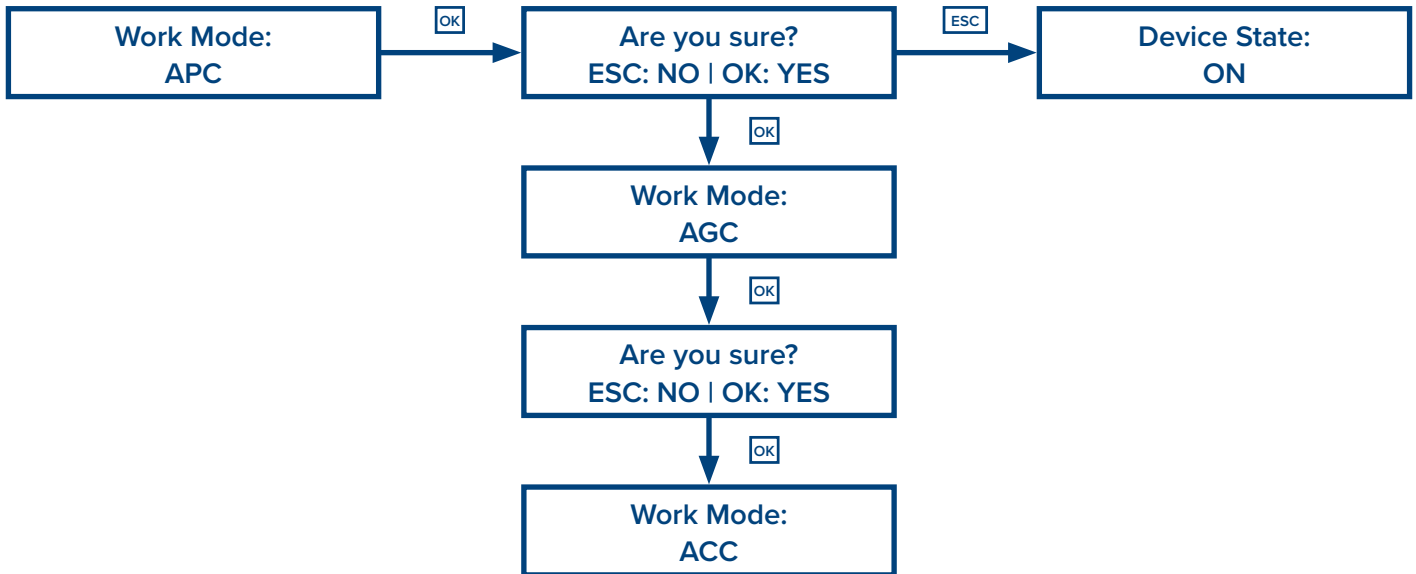 Work Mode:
APC
OK
Are you sure?
ESC: NO | OK: YES
ESC
Device State:
ON
OK
Work Mode:
AGC
OK
Are you sure?
ESC: NO | OK: YES
OK
Work Mode:
ACC